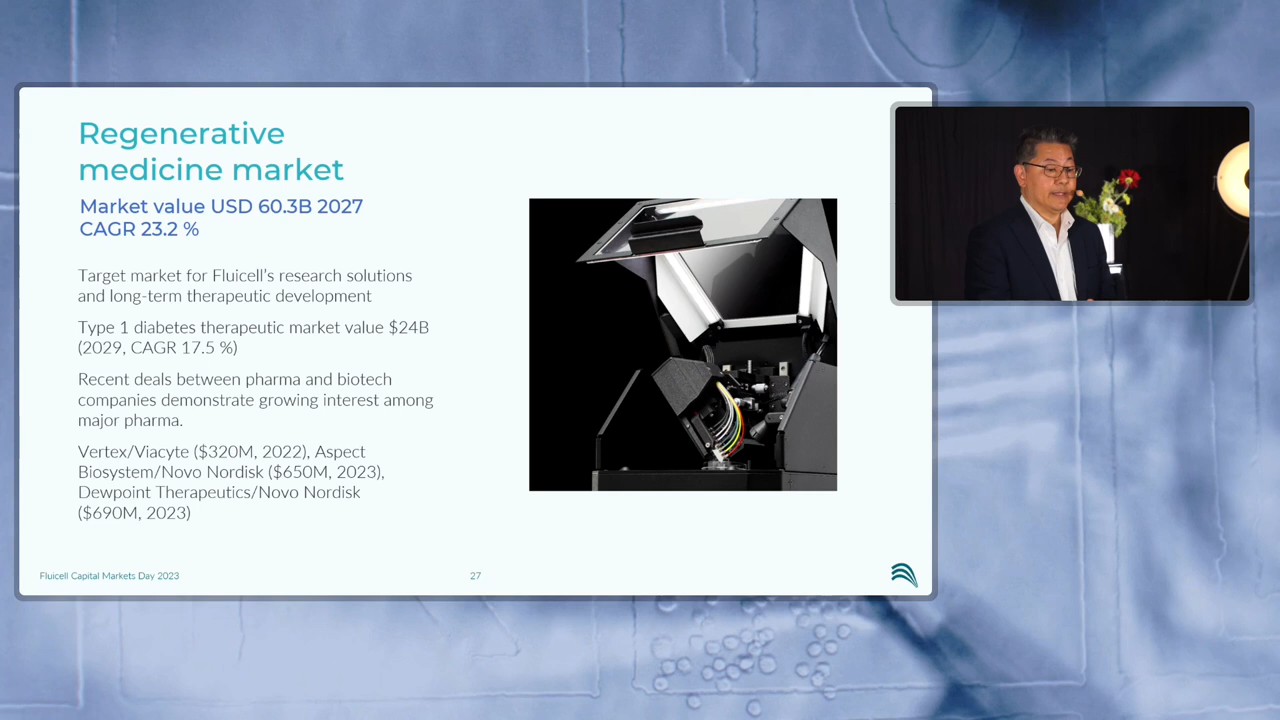 Regenerative
medicine market
Market value USD 60.3B 2027
CAGR 23.2 %
Target market for Fluicell’s research solutions
and long-term therapeutic development
Type 1 diabetes therapeutic market value $24B
(2029, CAGR 17.5 %)
Recent deals between pharma and biotech
companies demonstrate growing interest among
major pharma.
Vertex/Viacyte ($320M, 2022), Aspect
Biosystem/Novo Nordisk ($650M, 2023),
Dewpoint Therapeutics/Novo Nordisk
($690M, 2023)
Fluicell Capital Markets Day 2023
27